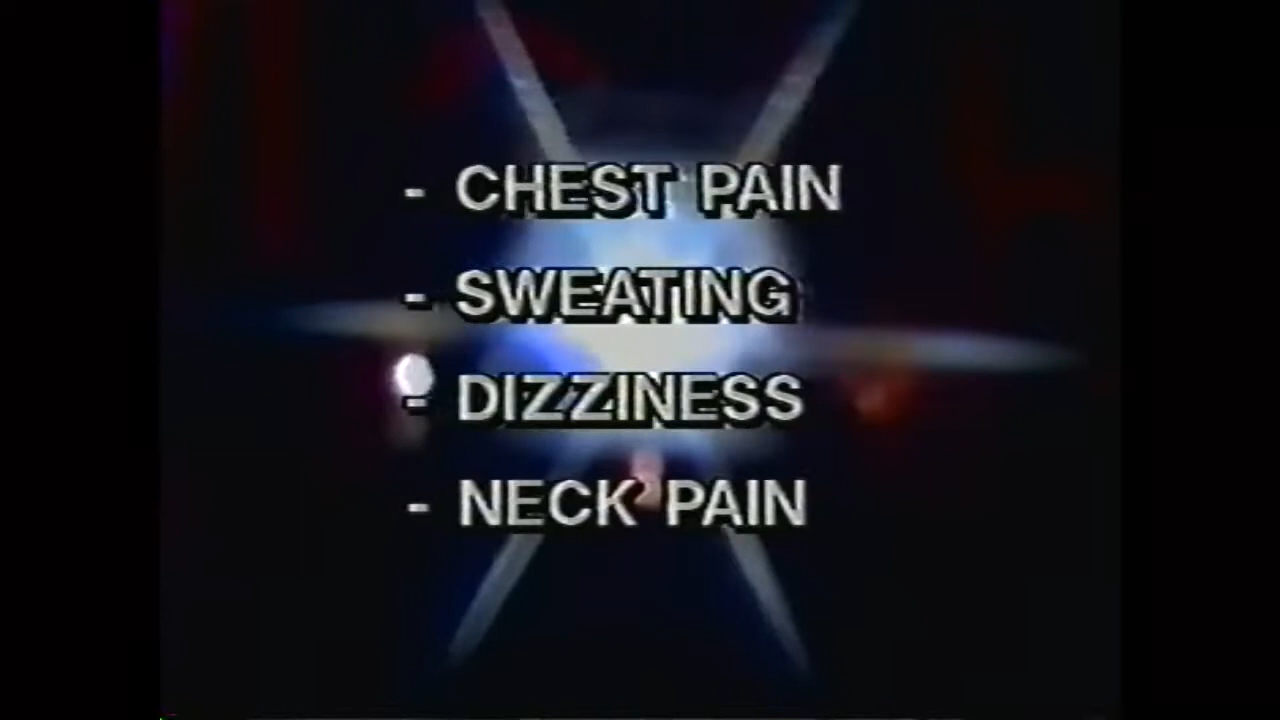 - CHEST PAIN
- SWEATING
- DIZZINESS
- NECK PAIN